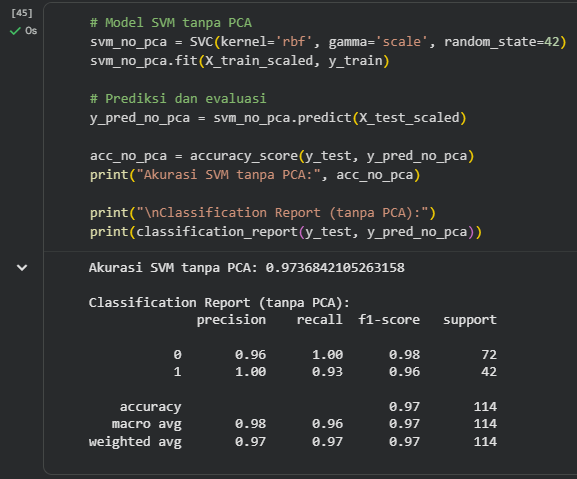 [45]
0s
# Model SVM tanpa PCA
svm_no_pca = SVC(kernel='rbf', gamma='scale', random_state=42)
svm_no_pca.fit(X_train_scaled, y_train)
# Prediksi dan evaluasi
y_pred_no_pca = svm_no_pca.predict(X_test_scaled)
acc_no_pca = accuracy_score(y_test, y_pred_no_pca)
print("Akurasi SVM tanpa PCA:", acc_no_pca)
print("\nClassification Report (tanpa PCA):")
print(classification_report(y_test, y_pred_no_pca))
Akurasi SVM tanpa PCA: 0.9736842105263158
Classification Report (tanpa PCA):
precision recall f1-score support
0 0.96 1.00 0.98 72
1 1.00 0.93 0.96 42
accuracy 0.97 114
macro avg 0.98 0.96 0.97 114
weighted avg 0.97 0.97 0.97 114